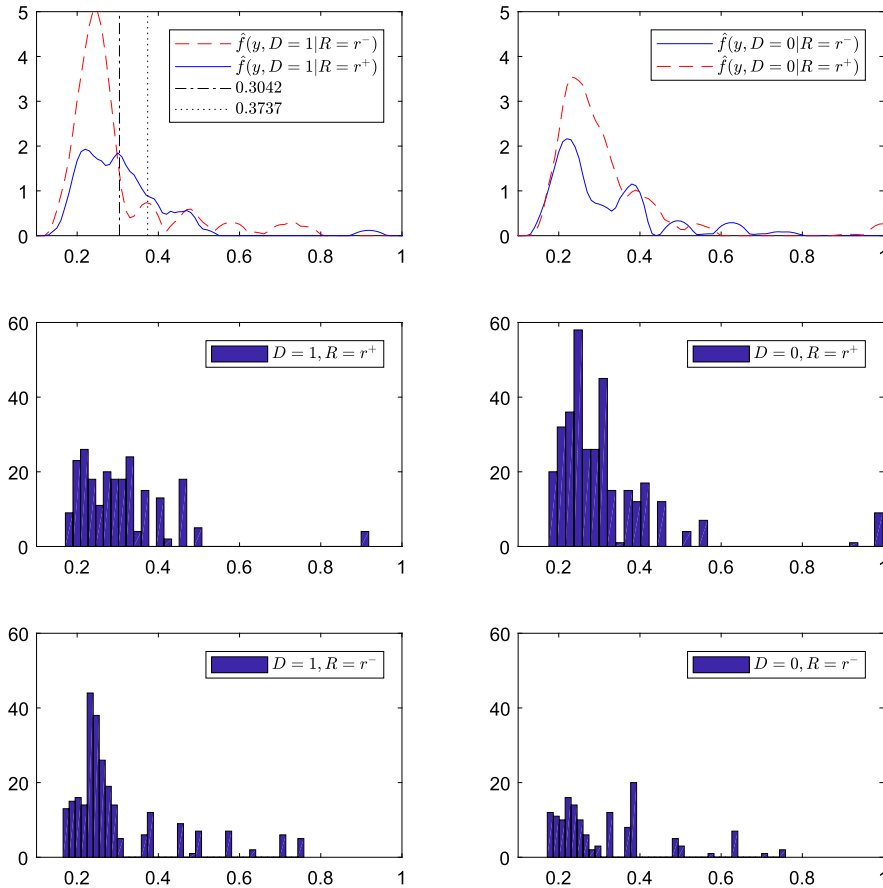 5
4
3
2
1
0
0.2 0.4 0.6 0.8 1
f̂(y, D = 1|R = r⁻)
f̂(y, D = 1|R = r⁺)
0.3042
0.3737
5
4
3
2
1
0
0.2 0.4 0.6 0.8 1
f̂(y, D = 0|R = r⁻)
f̂(y, D = 0|R = r⁺)
60
40
20
0
0.2 0.4 0.6 0.8 1
D = 1, R = r⁺
60
40
20
0
0.2 0.4 0.6 0.8 1
D = 0, R = r⁺
60
40
20
0
0.2 0.4 0.6 0.8 1
D = 1, R = r⁻
60
40
20
0
0.2 0.4 0.6 0.8 1
D = 0, R = r⁻